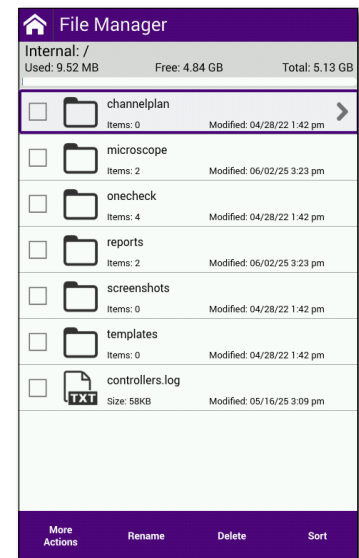 File Manager
Internal: /
Used: 9.52 MB Free: 4.84 GB Total: 5.13 GB
channelplan
Items: 0 Modified: 04/28/22 1:42 pm
microscope
Items: 2 Modified: 06/02/25 3:23 pm
onecheck
Items: 4 Modified: 04/28/22 1:42 pm
reports
Items: 2 Modified: 06/02/25 3:23 pm
screenshots
Items: 0 Modified: 04/28/22 1:42 pm
templates
Items: 0 Modified: 04/28/22 1:42 pm
controllers.log
TXT
Size: 58KB Modified: 05/16/25 3:09 pm
More
Actions Rename Delete Sort